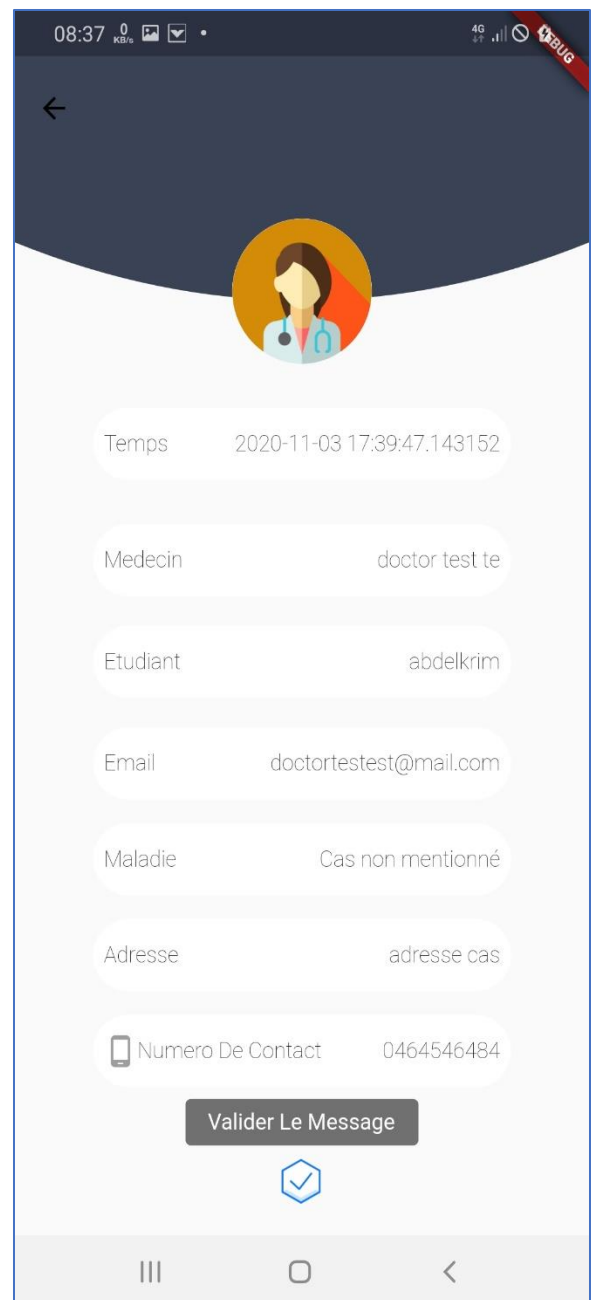 08:37 0 KB/s 4G
DEBUG
Temps 2020-11-03 17:39:47.143152
Medecin doctor test te
Etudiant abdelkrim
Email doctortestest@mail.com
Maladie Cas non mentionné
Adresse adresse cas
Numero De Contact 0464546484
Valider Le Message